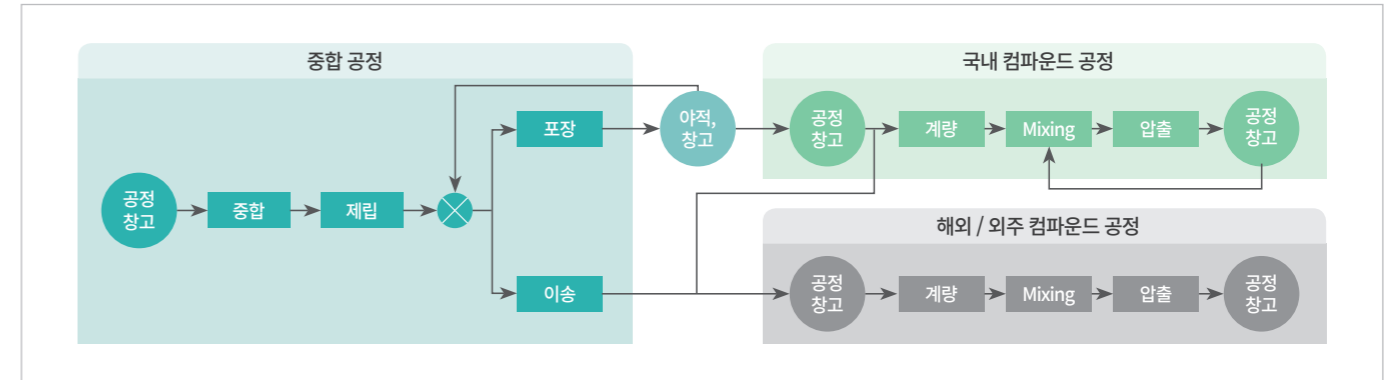 중합 공정
공정
창고
중합
제립
포장
이송
야적,
창고
국내 컴파운드 공정
공정
창고
계량
Mixing
압출
공정
창고
해외 / 외주 컴파운드 공정
공정
창고
계량
Mixing
압출
공정
창고